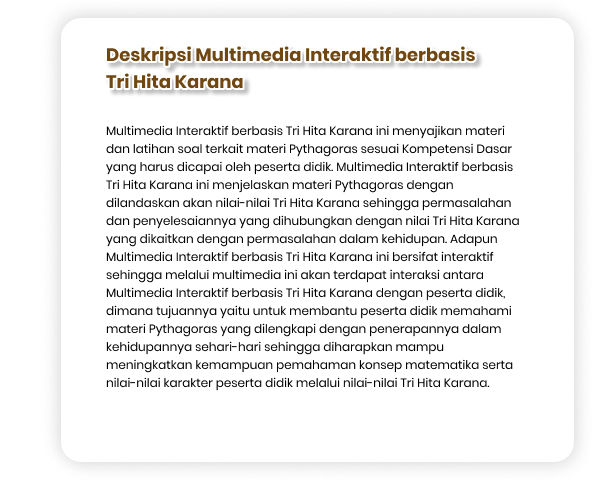 Deskripsi Multimedia Interaktif berbasis
Tri Hita Karana
Multimedia Interaktif berbasis Tri Hita Karana ini menyajikan materi
dan latihan soal terkait materi Pythagoras sesuai Kompetensi Dasar
yang harus dicapai oleh peserta didik. Multimedia Interaktif berbasis
Tri Hita Karana ini menjelaskan materi Pythagoras dengan
dilandaskan akan nilai-nilai Tri Hita Karana sehingga permasalahan
dan penyelesaiannya yang dihubungkan dengan nilai Tri Hita Karana
yang dikaitkan dengan permasalahan dalam kehidupan. Adapun
Multimedia Interaktif berbasis Tri Hita Karana ini bersifat interaktif
sehingga melalui multimedia ini akan terdapat interaksi antara
Multimedia Interaktif berbasis Tri Hita Karana dengan peserta didik,
dimana tujuannya yaitu untuk membantu peserta didik memahami
materi Pythagoras yang dilengkapi dengan penerapannya dalam
kehidupannya sehari-hari sehingga diharapkan mampu
meningkatkan kemampuan pemahaman konsep matematika serta
nilai-nilai karakter peserta didik melalui nilai-nilai Tri Hita Karana.